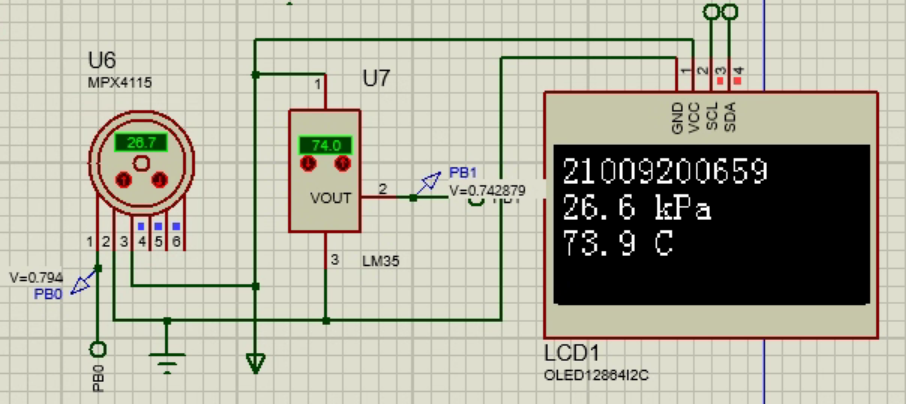 U6
MPX4115
26.7
1
2
3
4
5
6
V=0.794
PB0
PB0
U7
1
74.0
VOUT
2
PB1
V=0.742879
3
LM35
1
2
3
4
GND
VCC
SCL
SDA
21009200659
26.6 kPa
73.9 C
LCD1
OLED12864I2C